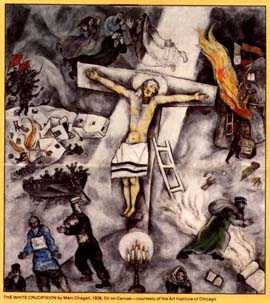 THE WHITE CRUCIFIXION by Marc Chagall, 1938, Oil on Canvas—courtesy of the Art Institute of Chicago